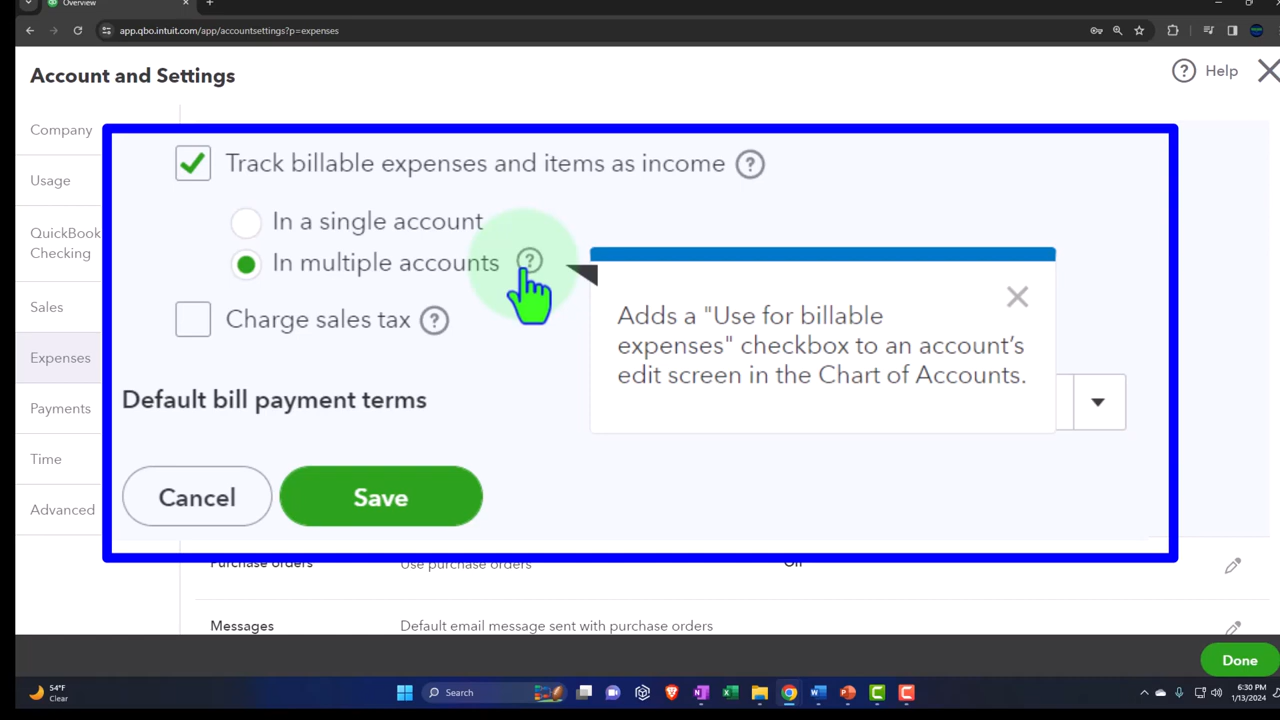 Overview
app.qbo.intuit.com/app/accountsettings?p=expenses
Account and Settings
Help
Company
Usage
QuickBook
Checking
Sales
Expenses
Payments
Time
Advanced
Track billable expenses and items as income
In a single account
In multiple accounts
Charge sales tax
Adds a "Use for billable
expenses" checkbox to an account’s
edit screen in the Chart of Accounts.
Default bill payment terms
Cancel
Save
Purchase orders
Use purchase orders
Off
Messages
Default email message sent with purchase orders
Done
54°F
Clear
Search
6:30 PM
1/13/2024